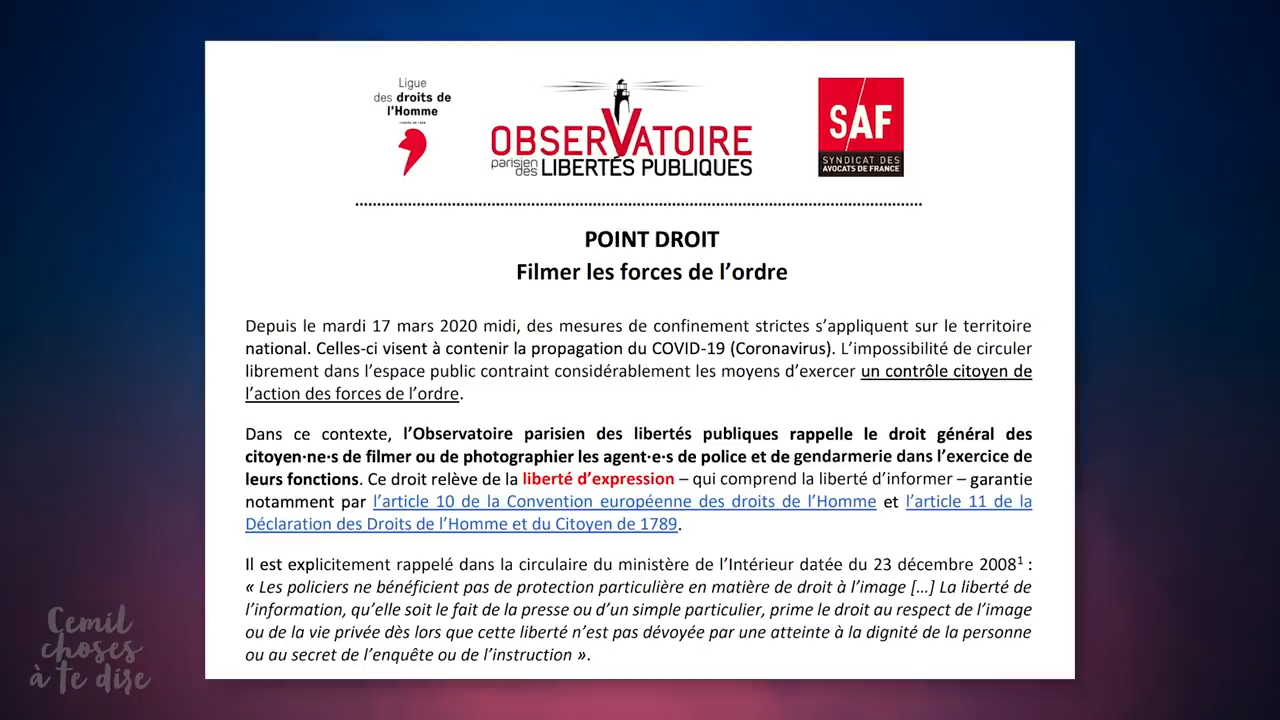 Ligue
des droits de
l'Homme
OBSERVATOIRE
parisien des LIBERTÉS PUBLIQUES
SAF
SYNDICAT DES
AVOCATS DE FRANCE
POINT DROIT
Filmer les forces de l'ordre
Depuis le mardi 17 mars 2020 midi, des mesures de confinement strictes s'appliquent sur le territoire
national. Celles-ci visent à contenir la propagation du COVID-19 (Coronavirus). L'impossibilité de circuler
librement dans l'espace public contraint considérablement les moyens d'exercer un contrôle citoyen de
l'action des forces de l'ordre.
Dans ce contexte, l'Observatoire parisien des libertés publiques rappelle le droit général des
citoyen·ne·s de filmer ou de photographier les agent·e·s de police et de gendarmerie dans l'exercice de
leurs fonctions. Ce droit relève de la liberté d'expression – qui comprend la liberté d'informer – garantie
notamment par l'article 10 de la Convention européenne des droits de l'Homme et l'article 11 de la
Déclaration des Droits de l'Homme et du Citoyen de 1789.
Il est explicitement rappelé dans la circulaire du ministère de l'Intérieur datée du 23 décembre 2008¹ :
« Les policiers ne bénéficient pas de protection particulière en matière de droit à l'image [...] La liberté de
l'information, qu'elle soit le fait de la presse ou d'un simple particulier, prime le droit au respect de l'image
ou de la vie privée dès lors que cette liberté n'est pas dévoyée par une atteinte à la dignité de la personne
ou au secret de l'enquête ou de l'instruction ».
Cemil
choses
à te dire